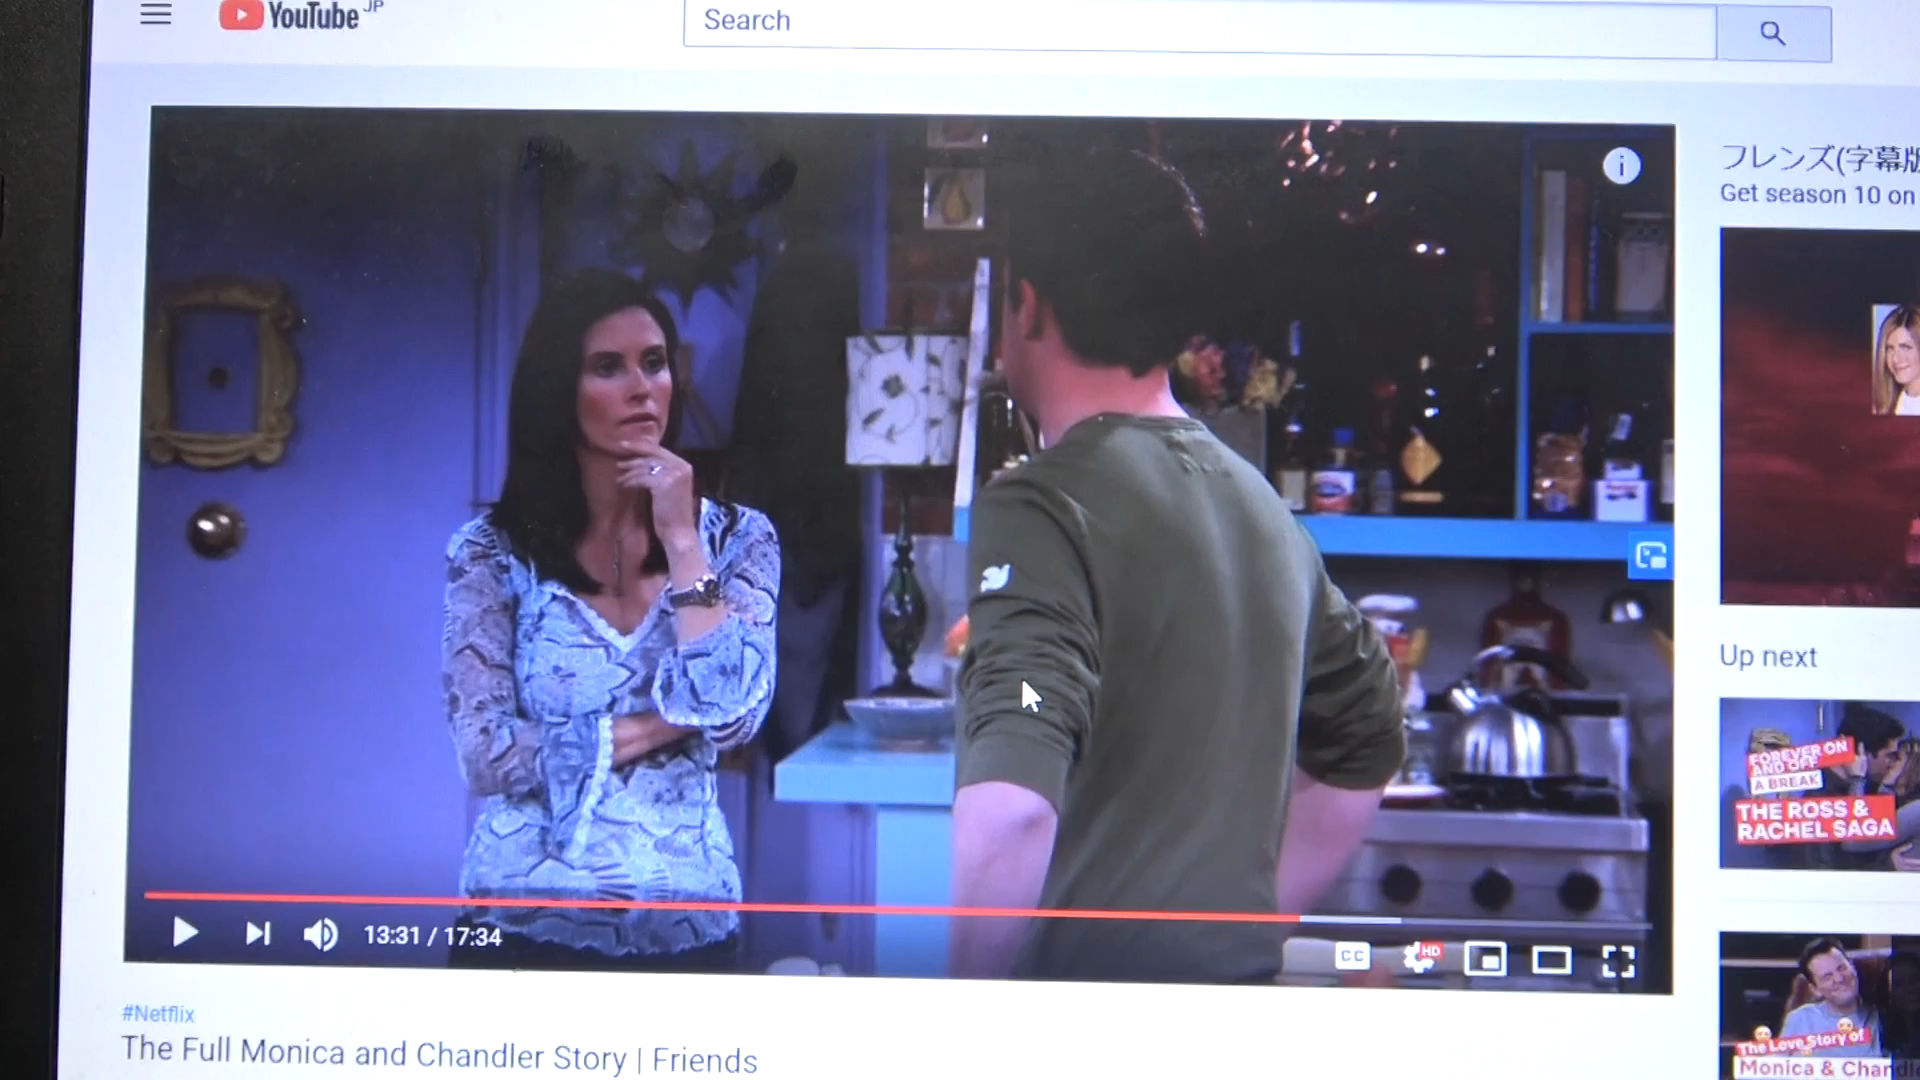 YouTube JP
Search
フレンズ(字幕版
Get season 10 on
Up next
FOREVER ON
AND OFF
A BREAK
THE ROSS &
RACHEL SAGA
13:31 / 17:34
CC
HD
#Netflix
The Full Monica and Chandler Story | Friends
The Love Story of
Monica & Chandl